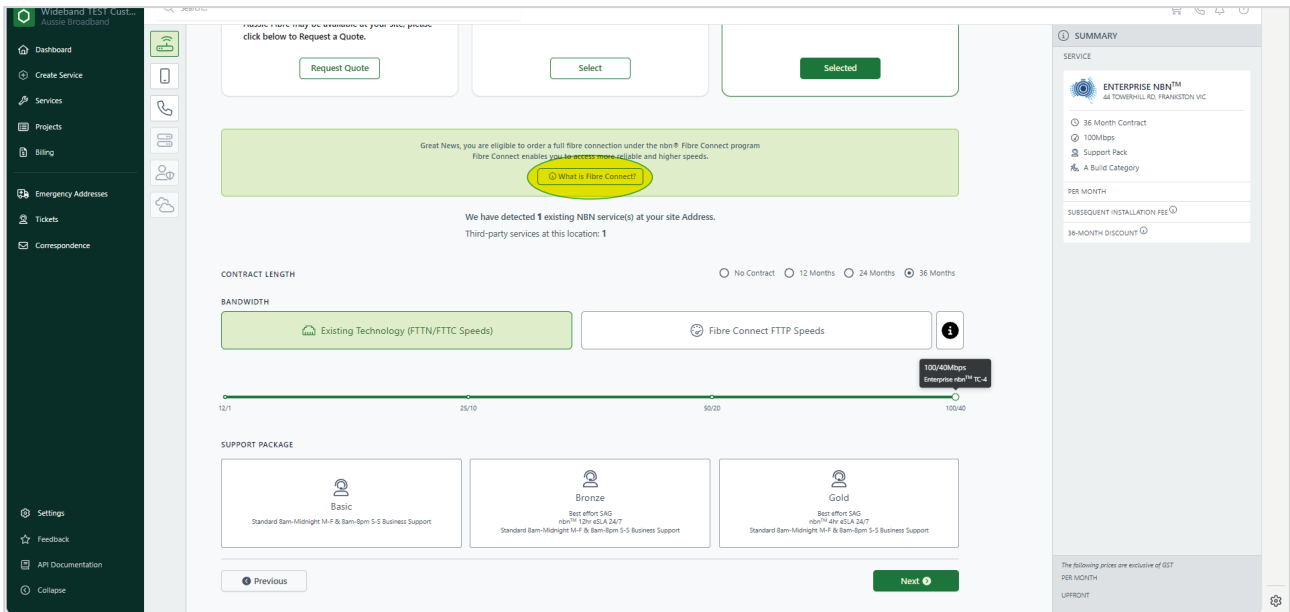 Wideband TEST Cust...
Aussie Broadband
Search...
Dashboard
Create Service
Services
Projects
Billing
Emergency Addresses
Tickets
Correspondence
Settings
Feedback
API Documentation
Collapse
Aussie Fibre may be available at your site, please
click below to Request a Quote.
Request Quote
Select
Selected
Great News, you are eligible to order a full fibre connection under the nbn® Fibre Connect program
Fibre Connect enables you to access more reliable and higher speeds.
What is Fibre Connect?
We have detected 1 existing NBN service(s) at your site Address.
Third-party services at this location: 1
CONTRACT LENGTH
No Contract 12 Months 24 Months 36 Months
BANDWIDTH
Existing Technology (FTTN/FTTC Speeds)
Fibre Connect FTTP Speeds
100/40Mbps
Enterprise nbn™ TC-4
12/1 25/10 50/20 100/40
SUPPORT PACKAGE
Basic
Standard 8am-Midnight M-F & 8am-8pm S-S Business Support
Bronze
Best effort SAG
nbn™ 12hr eSLA 24/7
Standard 8am-Midnight M-F & 8am-8pm S-S Business Support
Gold
Best effort SAG
nbn™ 4hr eSLA 24/7
Standard 8am-Midnight M-F & 8am-8pm S-S Business Support
Previous
Next
SUMMARY
SERVICE
ENTERPRISE NBN™
44 TOWERHILL RD, FRANKSTON VIC
36 Month Contract
100Mbps
Support Pack
A Build Category
PER MONTH
SUBSEQUENT INSTALLATION FEE
36-MONTH DISCOUNT
The following prices are exclusive of GST
PER MONTH
UPFRONT